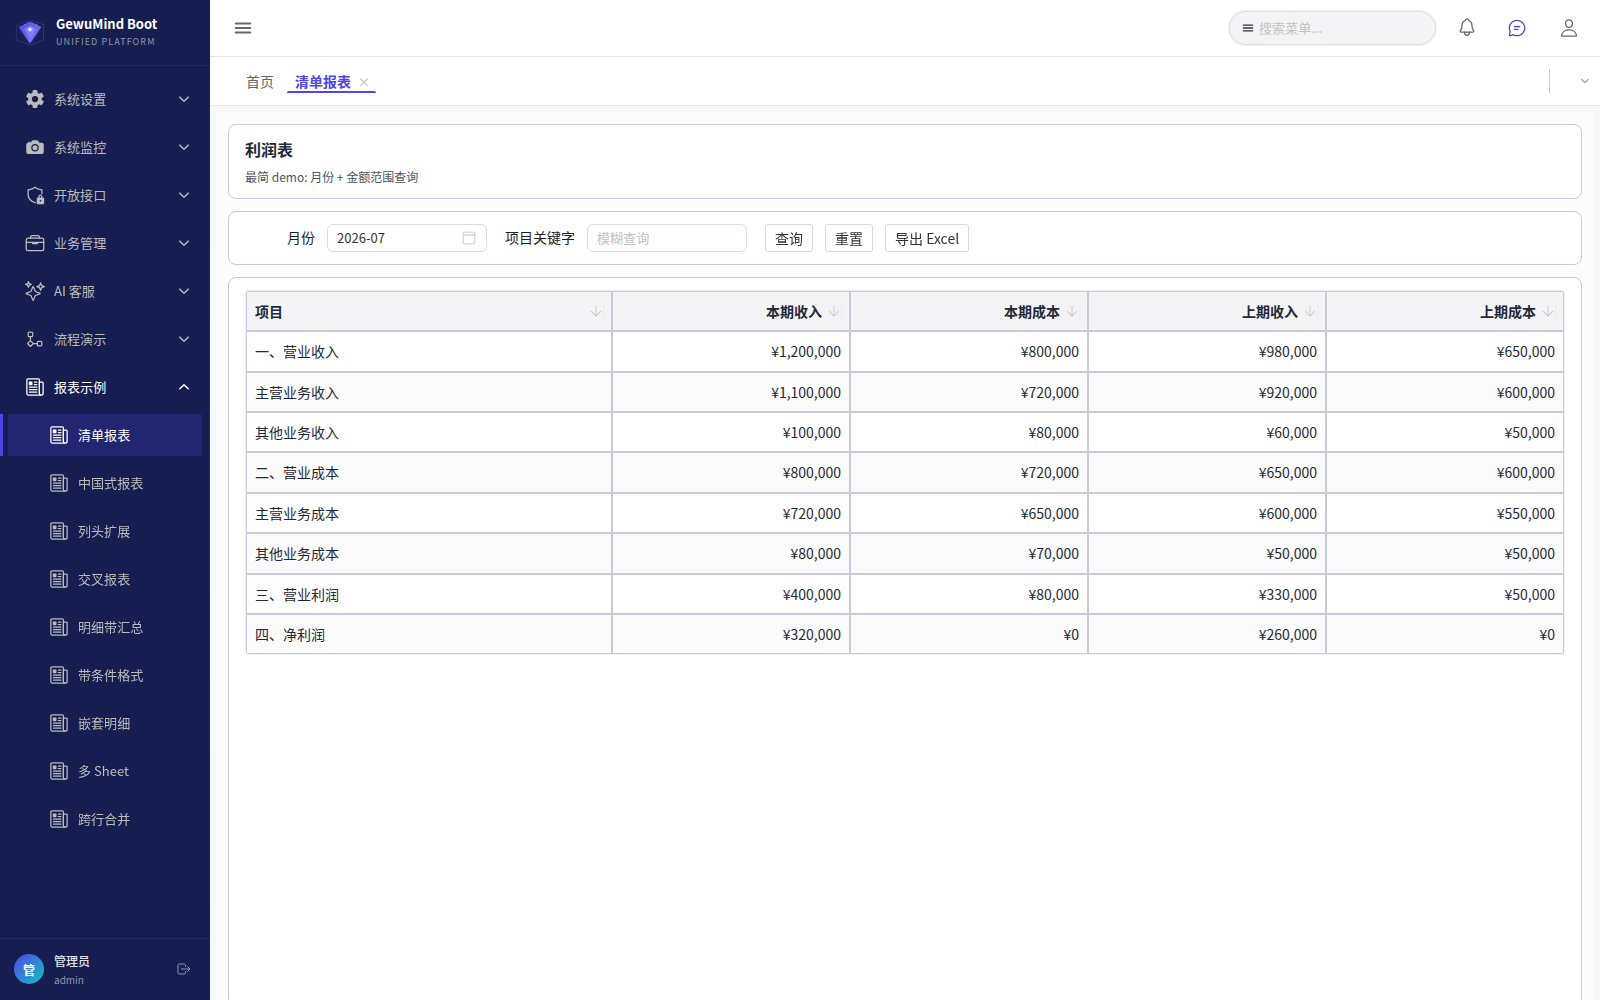 GewuMind Boot
UNIFIED PLATFORM
系统设置
系统监控
开放接口
业务管理
AI 客服
流程演示
报表示例
清单报表
中国式报表
列头扩展
交叉报表
明细带汇总
带条件格式
嵌套明细
多 Sheet
跨行合并
管
管理员
admin
搜索菜单...
首页 清单报表
利润表
最简 demo: 月份 + 金额范围查询
月份 2026-07 项目关键字 模糊查询 查询 重置 导出 Excel
项目 本期收入 本期成本 上期收入 上期成本
一、营业收入 ¥1,200,000 ¥800,000 ¥980,000 ¥650,000
主营业务收入 ¥1,100,000 ¥720,000 ¥920,000 ¥600,000
其他业务收入 ¥100,000 ¥80,000 ¥60,000 ¥50,000
二、营业成本 ¥800,000 ¥720,000 ¥650,000 ¥600,000
主营业务成本 ¥720,000 ¥650,000 ¥600,000 ¥550,000
其他业务成本 ¥80,000 ¥70,000 ¥50,000 ¥50,000
三、营业利润 ¥400,000 ¥80,000 ¥330,000 ¥50,000
四、净利润 ¥320,000 ¥0 ¥260,000 ¥0